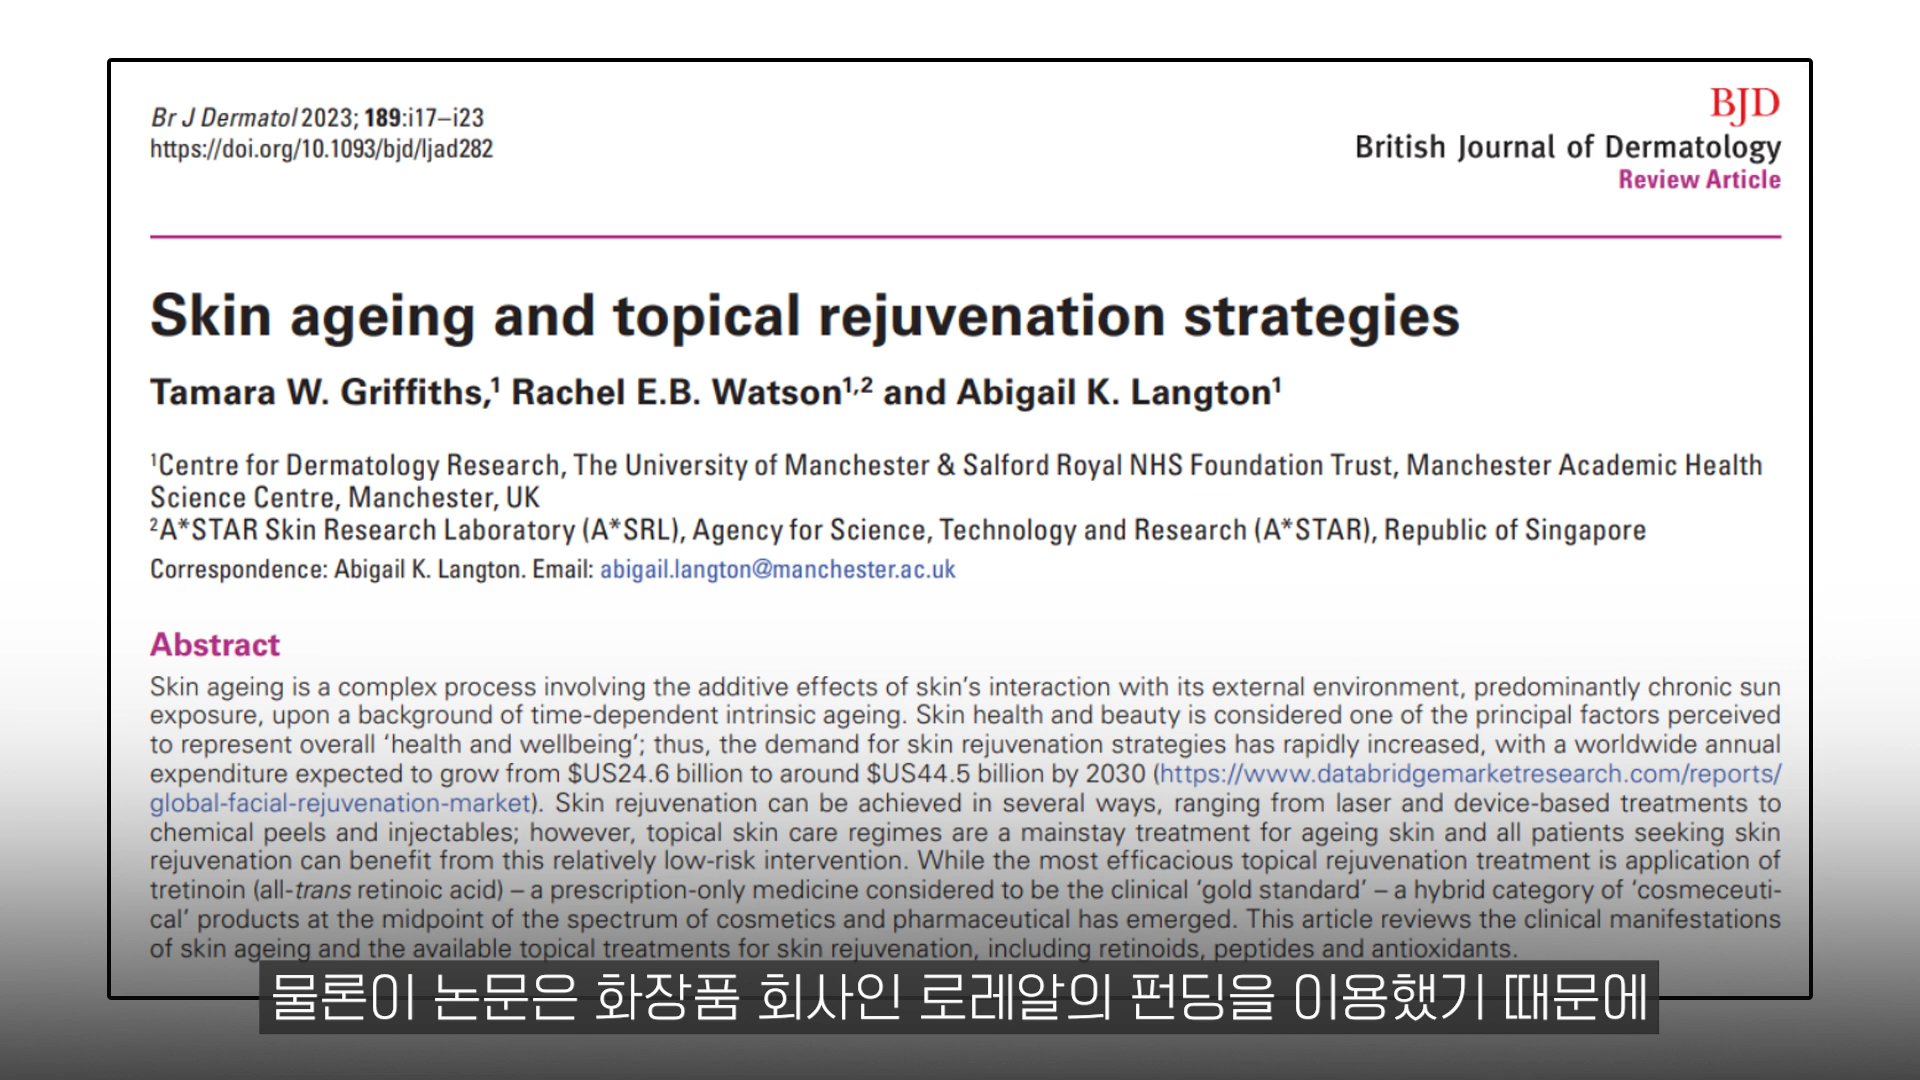 Br J Dermatol 2023; 189:i17–i23
https://doi.org/10.1093/bjd/ljad282
BJD
British Journal of Dermatology
Review Article
Skin ageing and topical rejuvenation strategies
Tamara W. Griffiths,¹ Rachel E.B. Watson¹,² and Abigail K. Langton¹
¹Centre for Dermatology Research, The University of Manchester & Salford Royal NHS Foundation Trust, Manchester Academic Health
Science Centre, Manchester, UK
²A*STAR Skin Research Laboratory (A*SRL), Agency for Science, Technology and Research (A*STAR), Republic of Singapore
Correspondence: Abigail K. Langton. Email: abigail.langton@manchester.ac.uk
Abstract
Skin ageing is a complex process involving the additive effects of skin’s interaction with its external environment, predominantly chronic sun
exposure, upon a background of time-dependent intrinsic ageing. Skin health and beauty is considered one of the principal factors perceived
to represent overall ‘health and wellbeing’; thus, the demand for skin rejuvenation strategies has rapidly increased, with a worldwide annual
expenditure expected to grow from $US24.6 billion to around $US44.5 billion by 2030 (https://www.databridgemarketresearch.com/reports/
global-facial-rejuvenation-market). Skin rejuvenation can be achieved in several ways, ranging from laser and device-based treatments to
chemical peels and injectables; however, topical skin care regimes are a mainstay treatment for ageing skin and all patients seeking skin
rejuvenation can benefit from this relatively low-risk intervention. While the most efficacious topical rejuvenation treatment is application of
tretinoin (all-trans retinoic acid) – a prescription-only medicine considered to be the clinical ‘gold standard’ – a hybrid category of ‘cosmeceuti-
cal’ products at the midpoint of the spectrum of cosmetics and pharmaceutical has emerged. This article reviews the clinical manifestations
of skin ageing and the available topical treatments for skin rejuvenation, including retinoids, peptides and antioxidants.
물론이 논문은 화장품 회사인 로레알의 펀딩을 이용했기 때문에